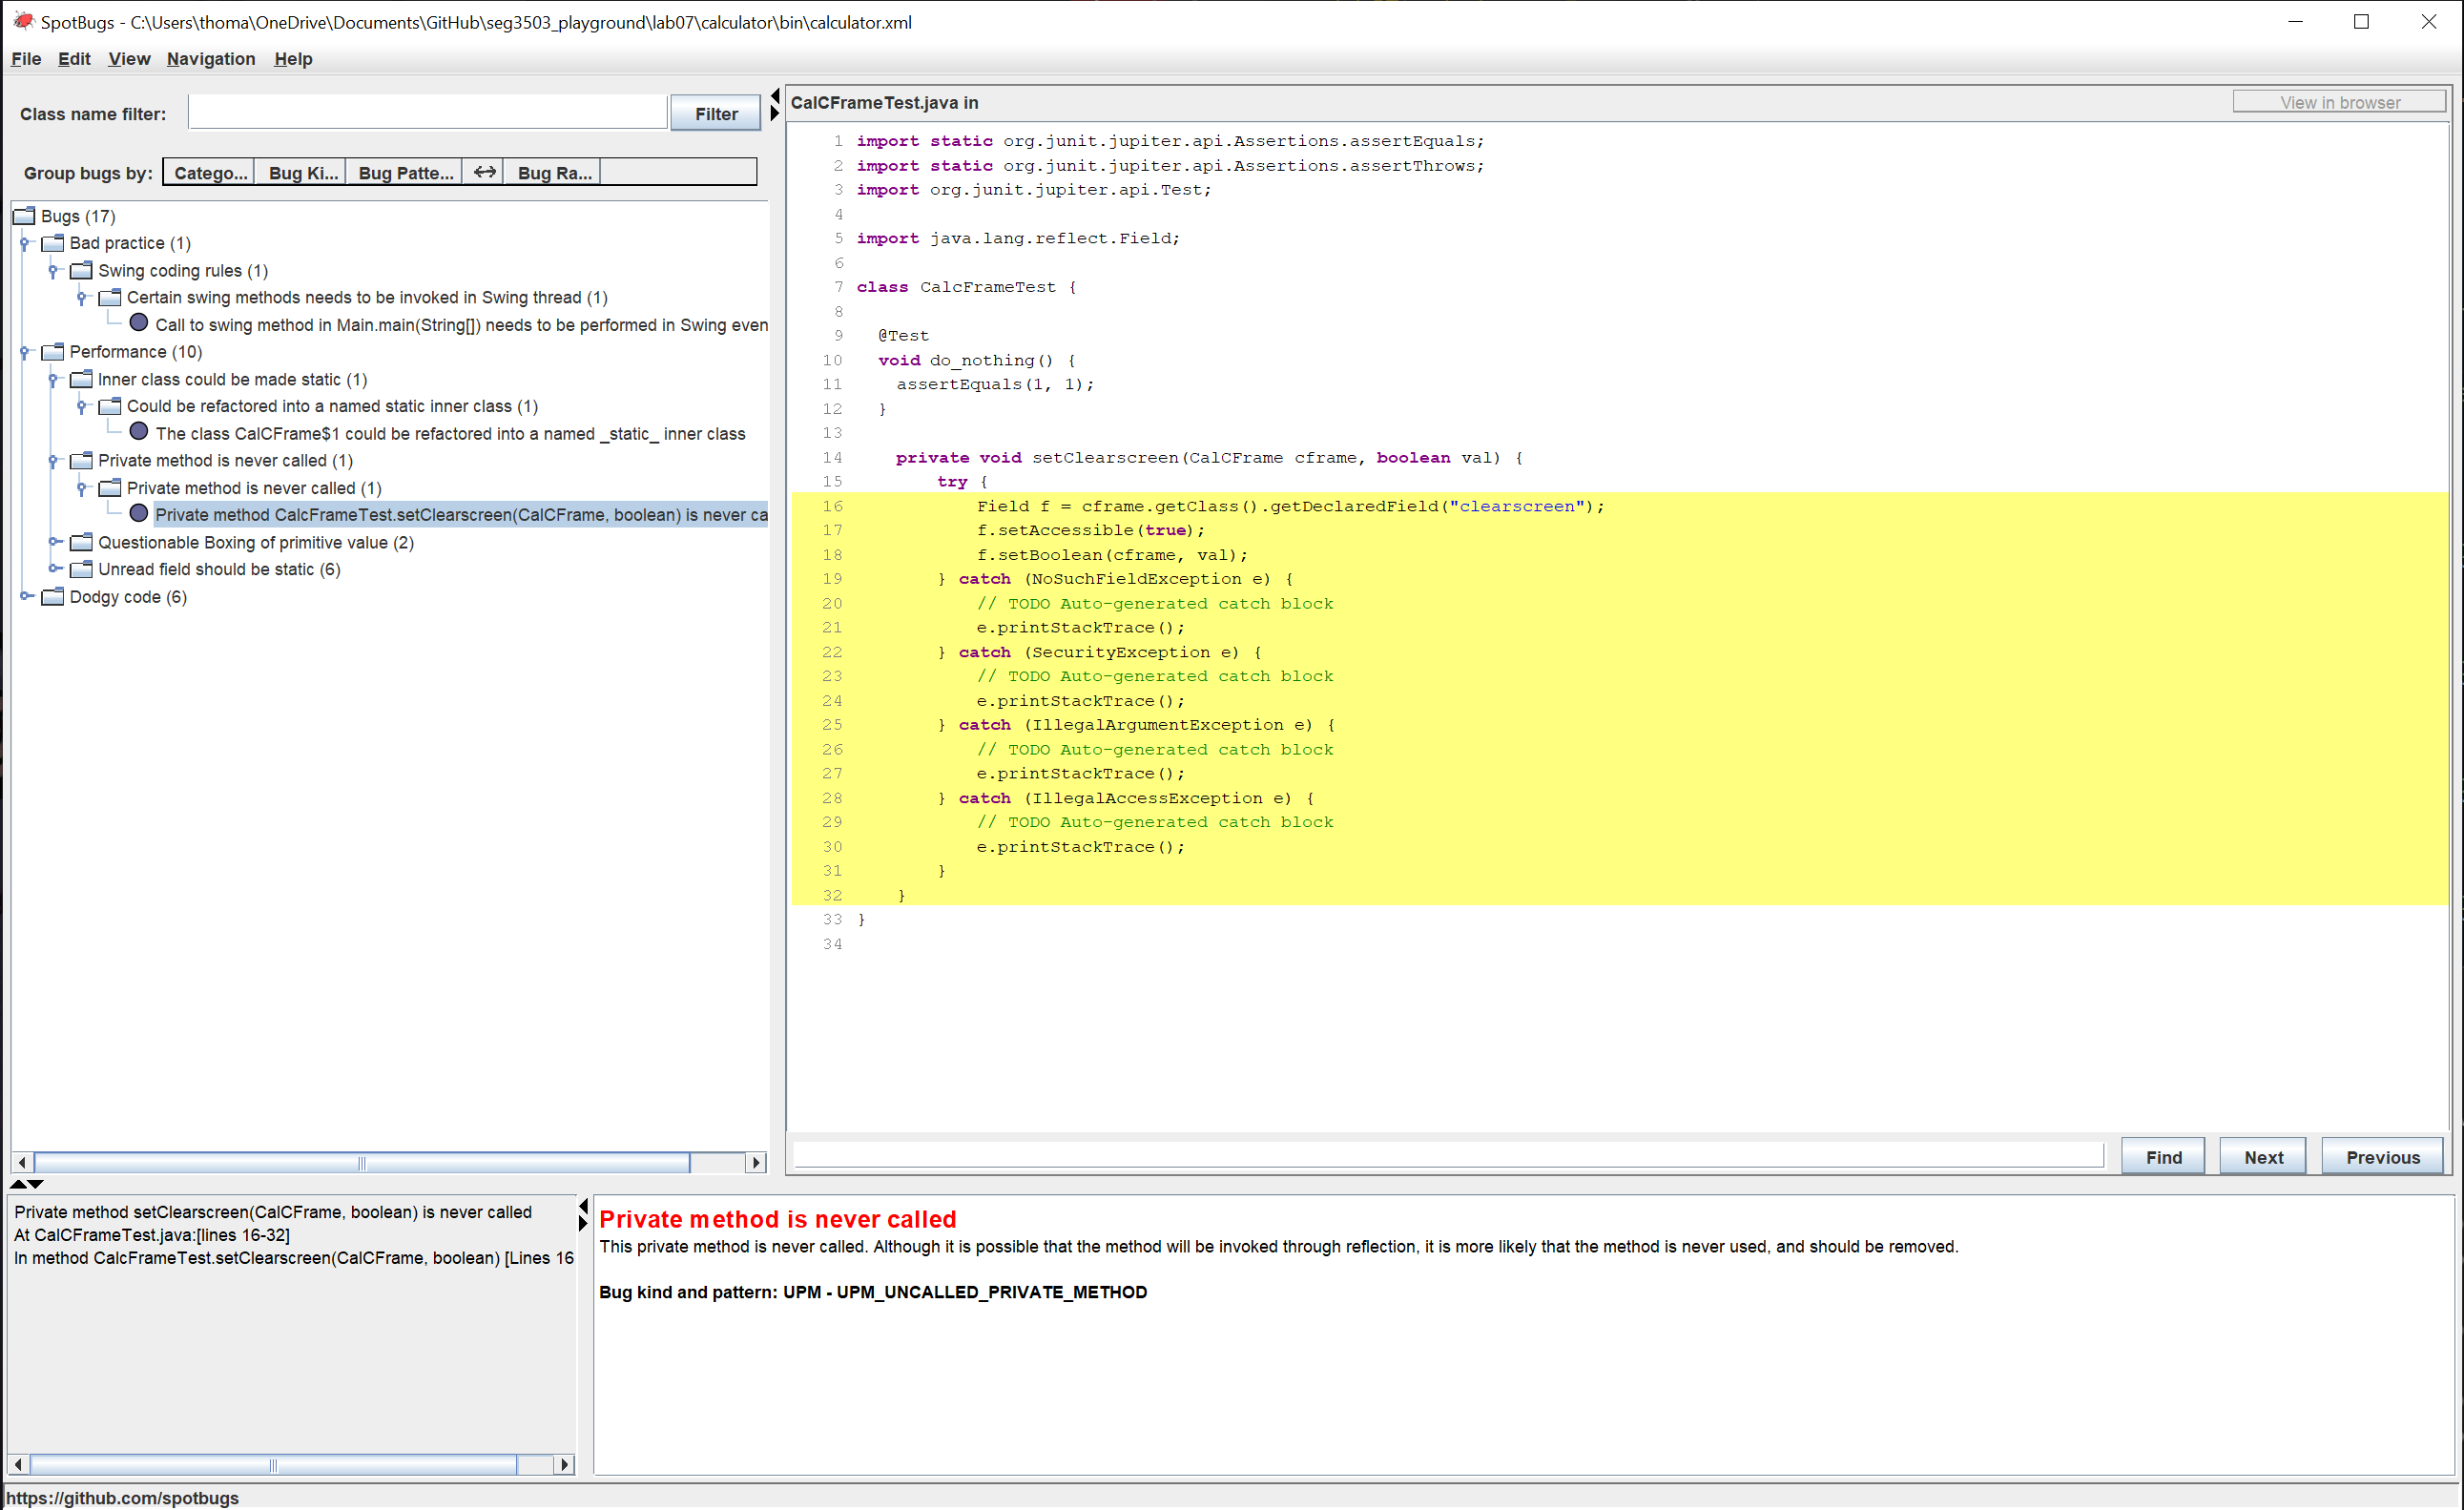 SpotBugs - C:\Users\thoma\OneDrive\Documents\GitHub\seg3503_playground\lab07\calculator\bin\calculator.xml
File Edit View Navigation Help
Class name filter: Filter
Group bugs by: Catego... Bug Ki... Bug Patte... Bug Ra...
Bugs (17)
Bad practice (1)
Swing coding rules (1)
Certain swing methods needs to be invoked in Swing thread (1)
Call to swing method in Main.main(String[]) needs to be performed in Swing even
Performance (10)
Inner class could be made static (1)
Could be refactored into a named static inner class (1)
The class CalCFrame$1 could be refactored into a named _static_ inner class
Private method is never called (1)
Private method is never called (1)
Private method CalcFrameTest.setClearscreen(CalCFrame, boolean) is never ca
Questionable Boxing of primitive value (2)
Unread field should be static (6)
Dodgy code (6)
CalCFrameTest.java in View in browser
1 import static org.junit.jupiter.api.Assertions.assertEquals;
2 import static org.junit.jupiter.api.Assertions.assertThrows;
3 import org.junit.jupiter.api.Test;
4
5 import java.lang.reflect.Field;
6
7 class CalcFrameTest {
8
9 @Test
10 void do_nothing() {
11 assertEquals(1, 1);
12 }
13
14 private void setClearscreen(CalCFrame cframe, boolean val) {
15 try {
16 Field f = cframe.getClass().getDeclaredField("clearscreen");
17 f.setAccessible(true);
18 f.setBoolean(cframe, val);
19 } catch (NoSuchFieldException e) {
20 // TODO Auto-generated catch block
21 e.printStackTrace();
22 } catch (SecurityException e) {
23 // TODO Auto-generated catch block
24 e.printStackTrace();
25 } catch (IllegalArgumentException e) {
26 // TODO Auto-generated catch block
27 e.printStackTrace();
28 } catch (IllegalAccessException e) {
29 // TODO Auto-generated catch block
30 e.printStackTrace();
31 }
32 }
33 }
34
Find Next Previous
Private method setClearscreen(CalCFrame, boolean) is never called
At CalCFrameTest.java:[lines 16-32]
In method CalcFrameTest.setClearscreen(CalCFrame, boolean) [Lines 16
Private method is never called
This private method is never called. Although it is possible that the method will be invoked through reflection, it is more likely that the method is never used, and should be removed.
Bug kind and pattern: UPM - UPM_UNCALLED_PRIVATE_METHOD
https://github.com/spotbugs